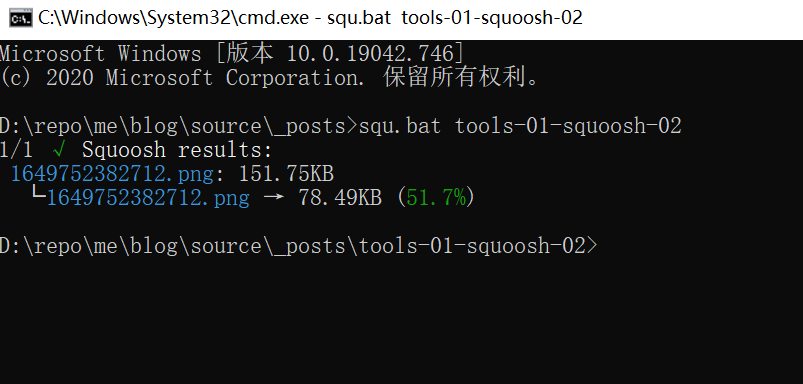 C:\Windows\System32\cmd.exe - squ.bat  tools-01-squoosh-02
Microsoft Windows [版本 10.0.19042.746]
(c) 2020 Microsoft Corporation. 保留所有权利。
D:\repo\me\blog\source\_posts>squ.bat tools-01-squoosh-02
1/1 √ Squoosh results:
1649752382712.png: 151.75KB
└1649752382712.png → 78.49KB (51.7%)
D:\repo\me\blog\source\_posts\tools-01-squoosh-02>